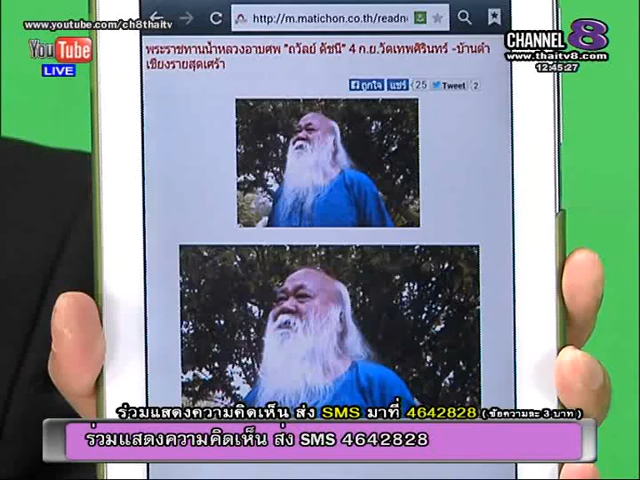 www.youtube.com/ch8thaitv
YouTube
LIVE
http://m.matichon.co.th/readne
CHANNEL 8
www.thaitv8.com
12:45:27
พระราชทานน้ำหลวงอาบศพ "ถวัลย์ ดัชนี" 4 ก.ย.วัดเทพศิรินทร์ -บ้านดำ
เชียงรายสุดเศร้า
ถูกใจ แชร์ 25 Tweet 2
ร่วมแสดงความคิดเห็น ส่ง SMS มาที่ 4642828 (ข้อความละ 3 บาท)
ร่วมแสดงความคิดเห็น ส่ง SMS 4642828